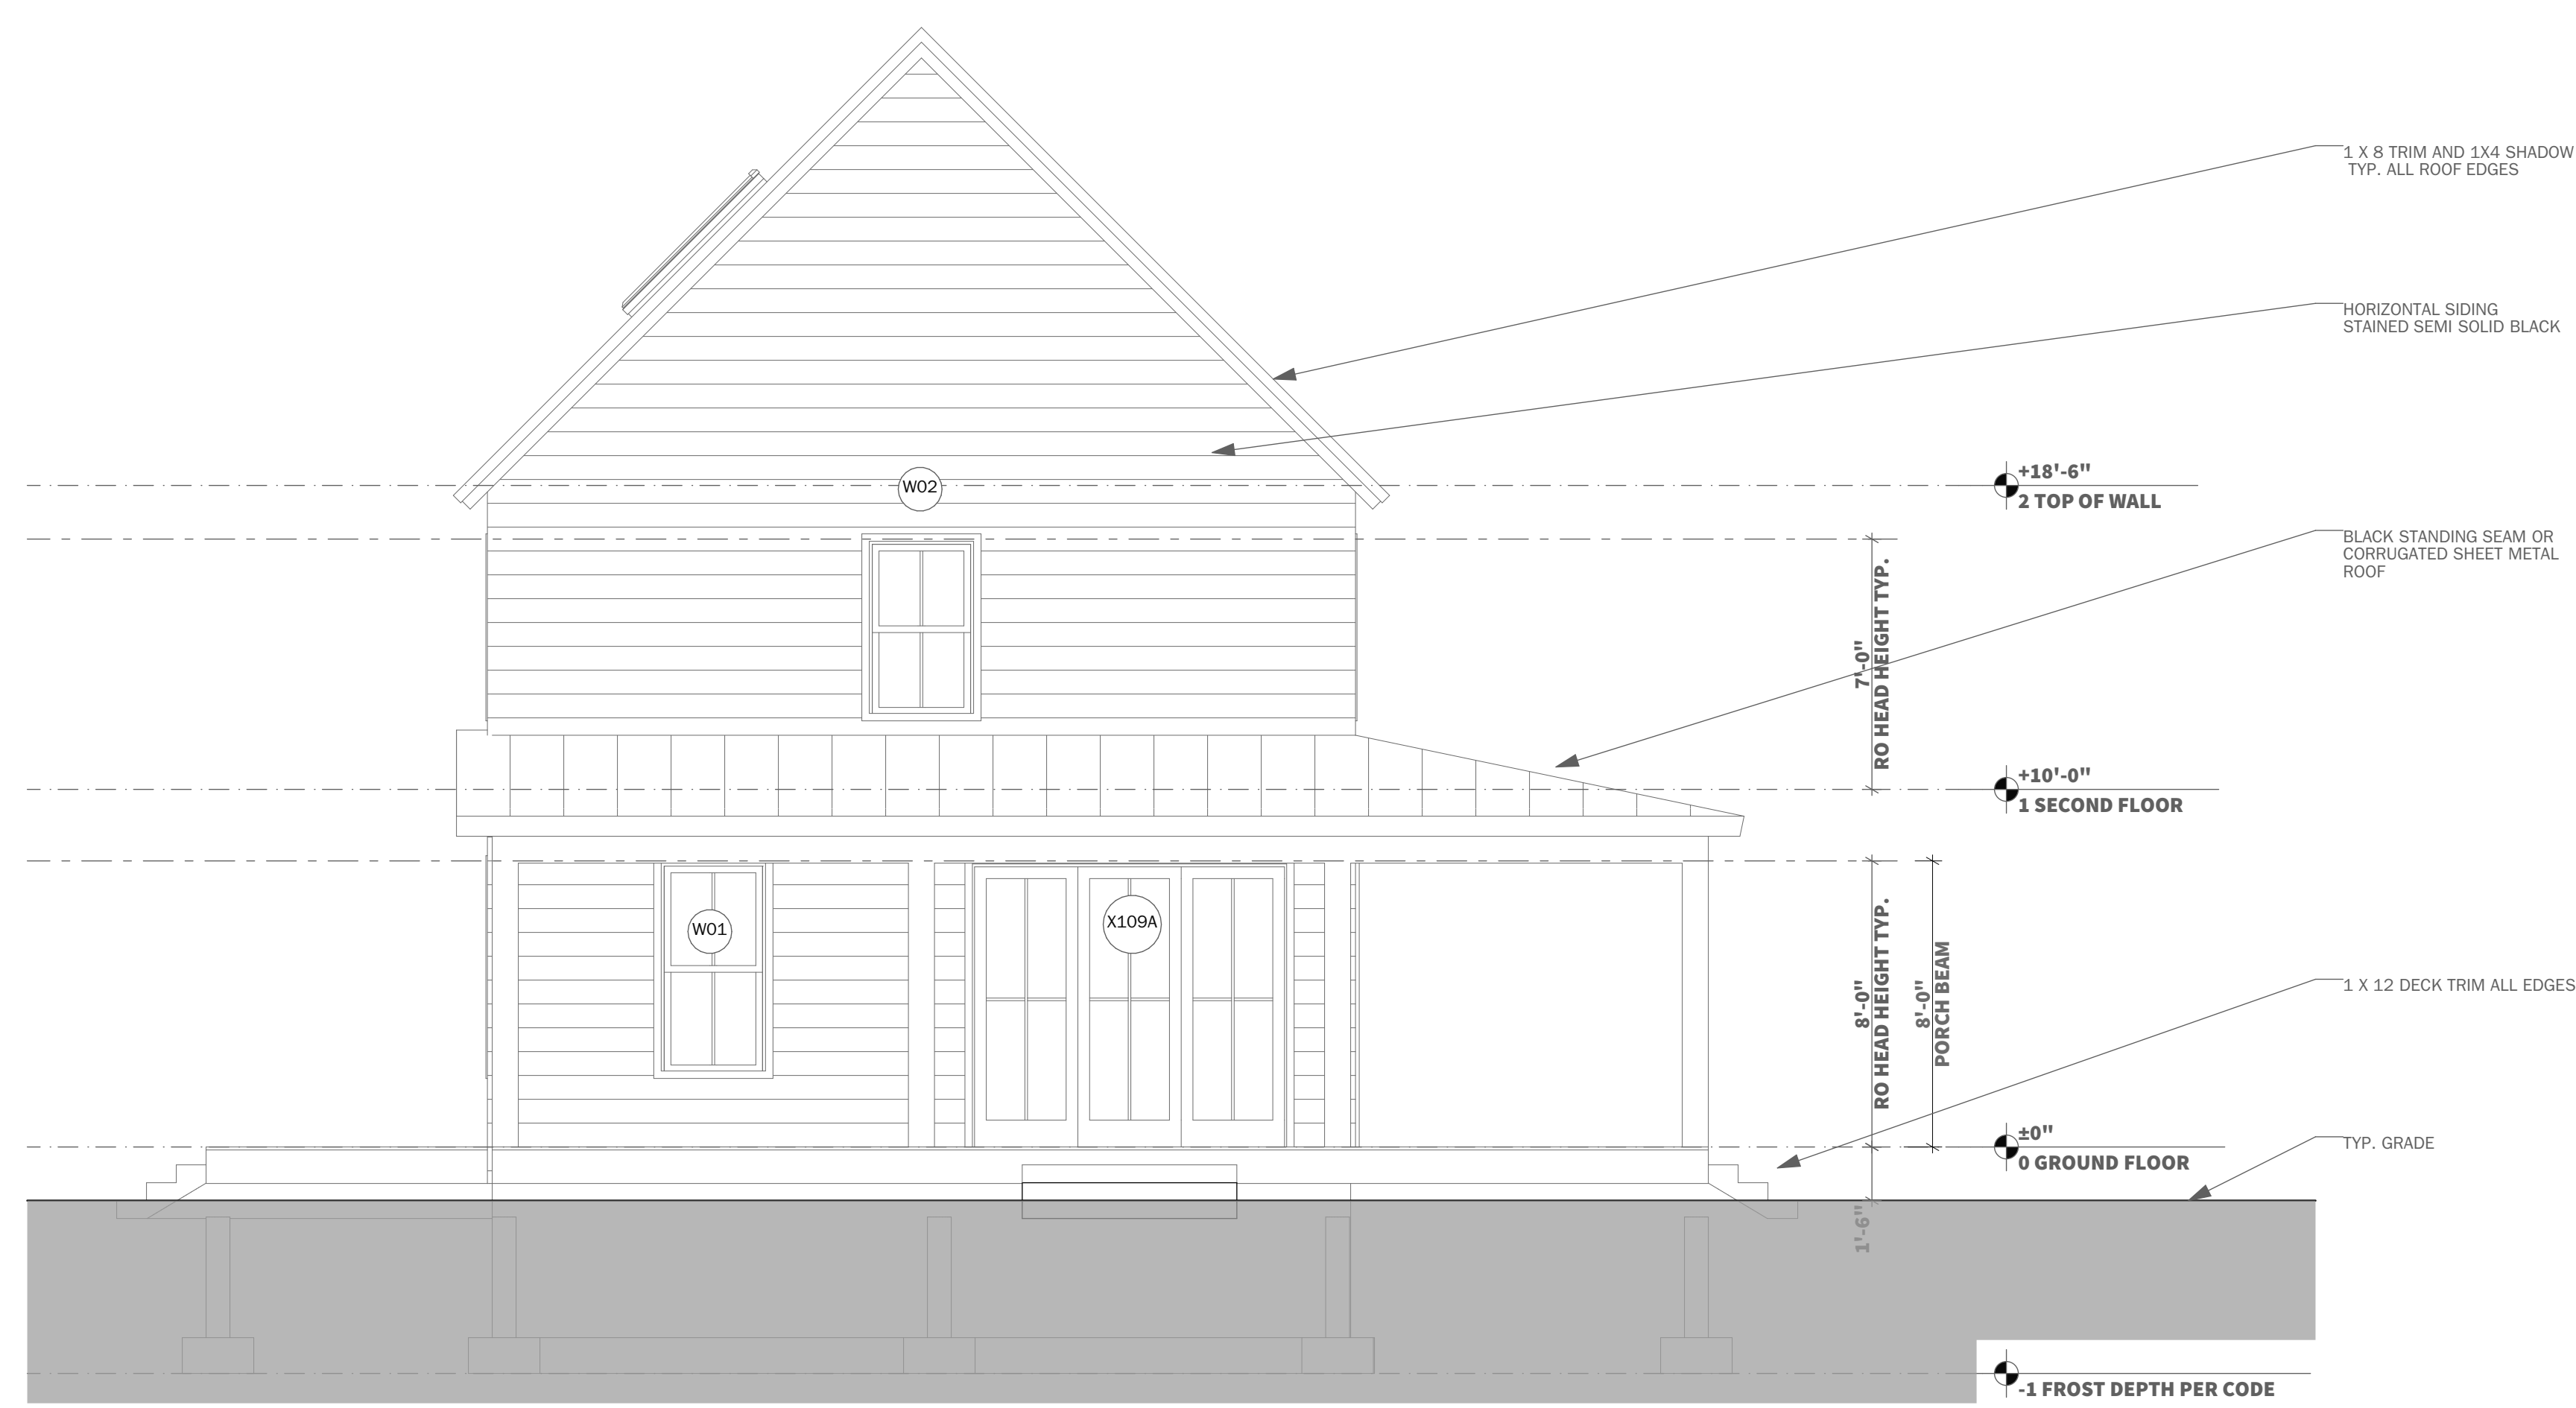 1 X 8 TRIM AND 1X4 SHADOW
TYP. ALL ROOF EDGES
HORIZONTAL SIDING
STAINED SEMI SOLID BLACK
+18'-6"
2 TOP OF WALL
W02
BLACK STANDING SEAM OR
CORRUGATED SHEET METAL
ROOF
7'-0"
RO HEAD HEIGHT TYP.
+10'-0"
1 SECOND FLOOR
W01
X109A
8'-0"
RO HEAD HEIGHT TYP.
8'-0"
PORCH BEAM
1 X 12 DECK TRIM ALL EDGES
±0"
0 GROUND FLOOR
TYP. GRADE
1'-6"
-1 FROST DEPTH PER CODE